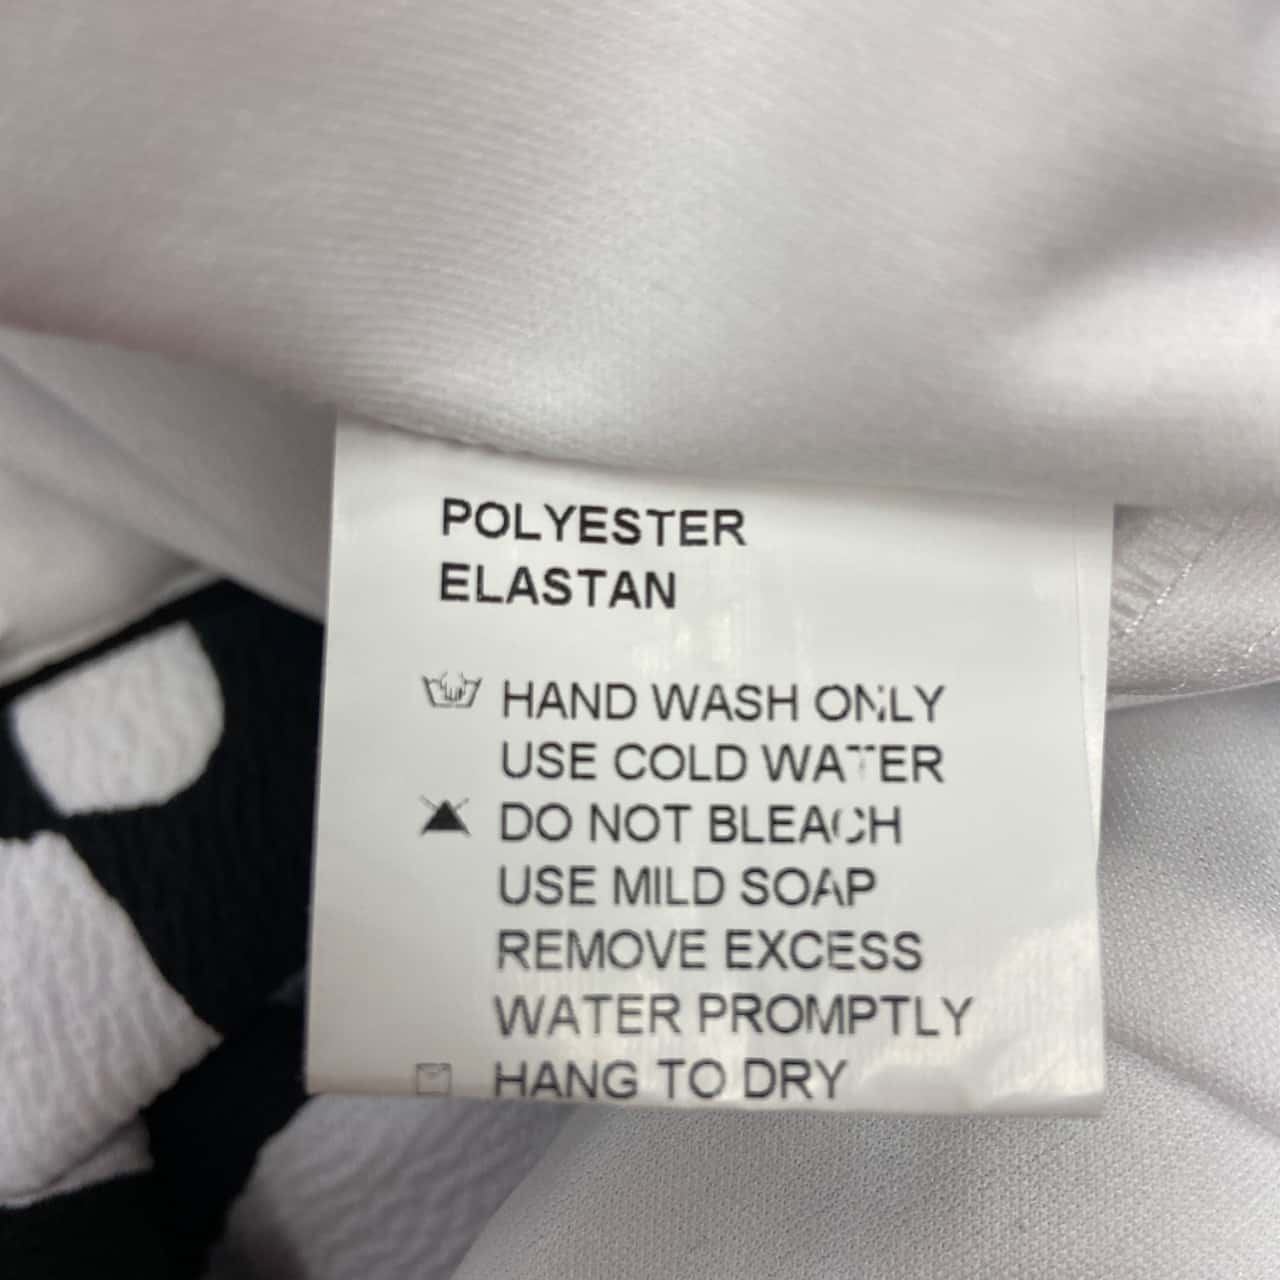 POLYESTER
ELASTAN
HAND WASH ONLY
USE COLD WATER
DO NOT BLEACH
USE MILD SOAP
REMOVE EXCESS
WATER PROMPTLY
HANG TO DRY